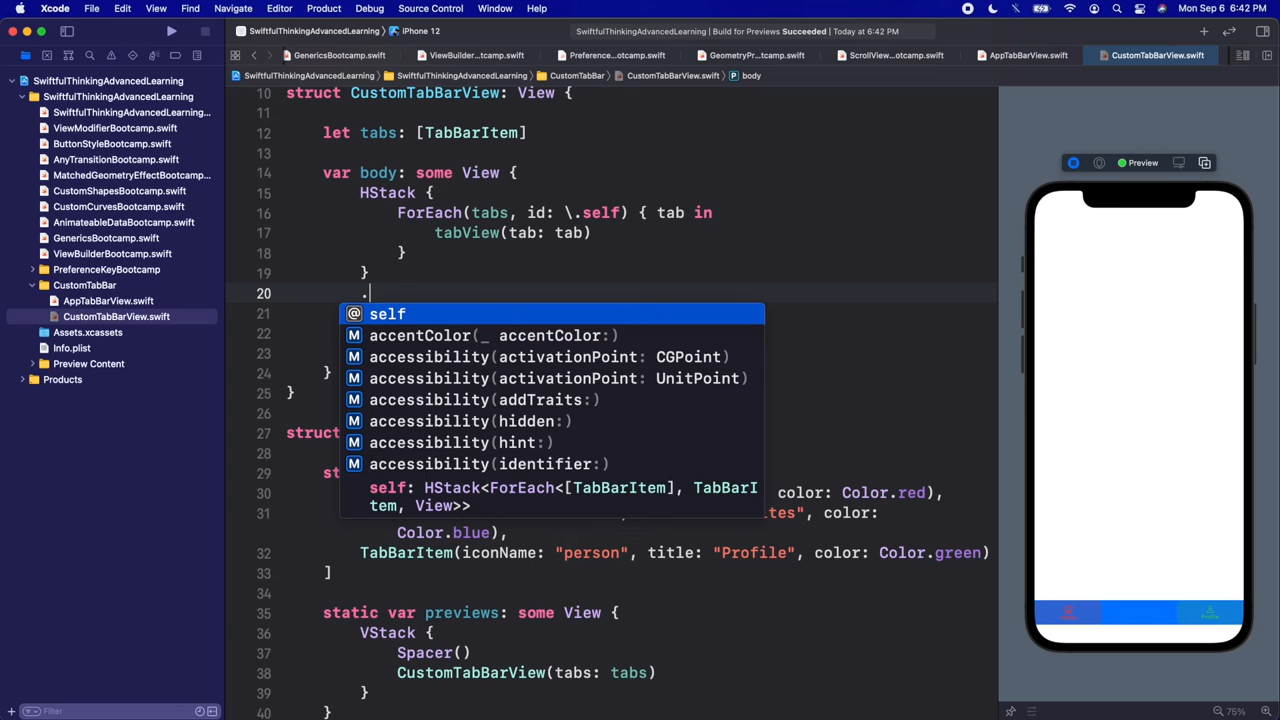 Xcode File Edit View Find Navigate Editor Product Debug Source Control Window Help Mon Sep 6 6:42 PM
SwiftfulThinkingAdvancedLearning iPhone 12 SwiftfulThinkingAdvancedLearning | Build for Previews Succeeded | Today at 6:42 PM
GenericsBootcamp.swift ViewBuilder...tcamp.swift Preference...otcamp.swift GeometryPr...otcamp.swift ScrollView...otcamp.swift AppTabBarView.swift CustomTabBarView.swift
SwiftfulThinkingAdvancedLearning SwiftfulThinkingAdvancedLearning CustomTabBar CustomTabBarView.swift body
SwiftfulThinkingAdvancedLearning
SwiftfulThinkingAdvancedLearning
SwiftfulThinkingAdvancedLearning...
ViewModifierBootcamp.swift
ButtonStyleBootcamp.swift
AnyTransitionBootcamp.swift
MatchedGeometryEffectBootcamp...
CustomShapesBootcamp.swift
CustomCurvesBootcamp.swift
AnimateableDataBootcamp.swift
GenericsBootcamp.swift
ViewBuilderBootcamp.swift
PreferenceKeyBootcamp
CustomTabBar
AppTabBarView.swift
CustomTabBarView.swift
Assets.xcassets
Info.plist
Preview Content
Products
Filter
10 struct CustomTabBarView: View {
11
12 let tabs: [TabBarItem]
13
14 var body: some View {
15 HStack {
16 ForEach(tabs, id: \.self) { tab in
17 tabView(tab: tab)
18 }
19 }
20 .
21
22
23
24 }
25 }
26
27 struct
28
29 st
30 color: Color.red),
31 tes", color:
Color.blue),
32 TabBarItem(iconName: "person", title: "Profile", color: Color.green)
33 ]
34
35 static var previews: some View {
36 VStack {
37 Spacer()
38 CustomTabBarView(tabs: tabs)
39 }
40 }
self
accentColor(_ accentColor:)
accessibility(activationPoint: CGPoint)
accessibility(activationPoint: UnitPoint)
accessibility(addTraits:)
accessibility(hidden:)
accessibility(hint:)
accessibility(identifier:)
self: HStack<ForEach<[TabBarItem], TabBarI
tem, View>>
Preview
Profile
75%